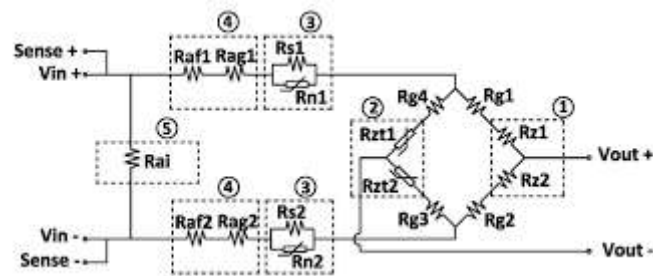 ④ ③
Sense + Raf1 Rag1 Rs1
Vin +
Rn1
Rg4 Rg1
② ①
⑤ Rzt1 Rz1
Rai Vout +
Rzt2 Rz2
④ ③
Raf2 Rag2 Rs2 Rg3 Rg2
Vin -
Sense - Rn2 Vout -